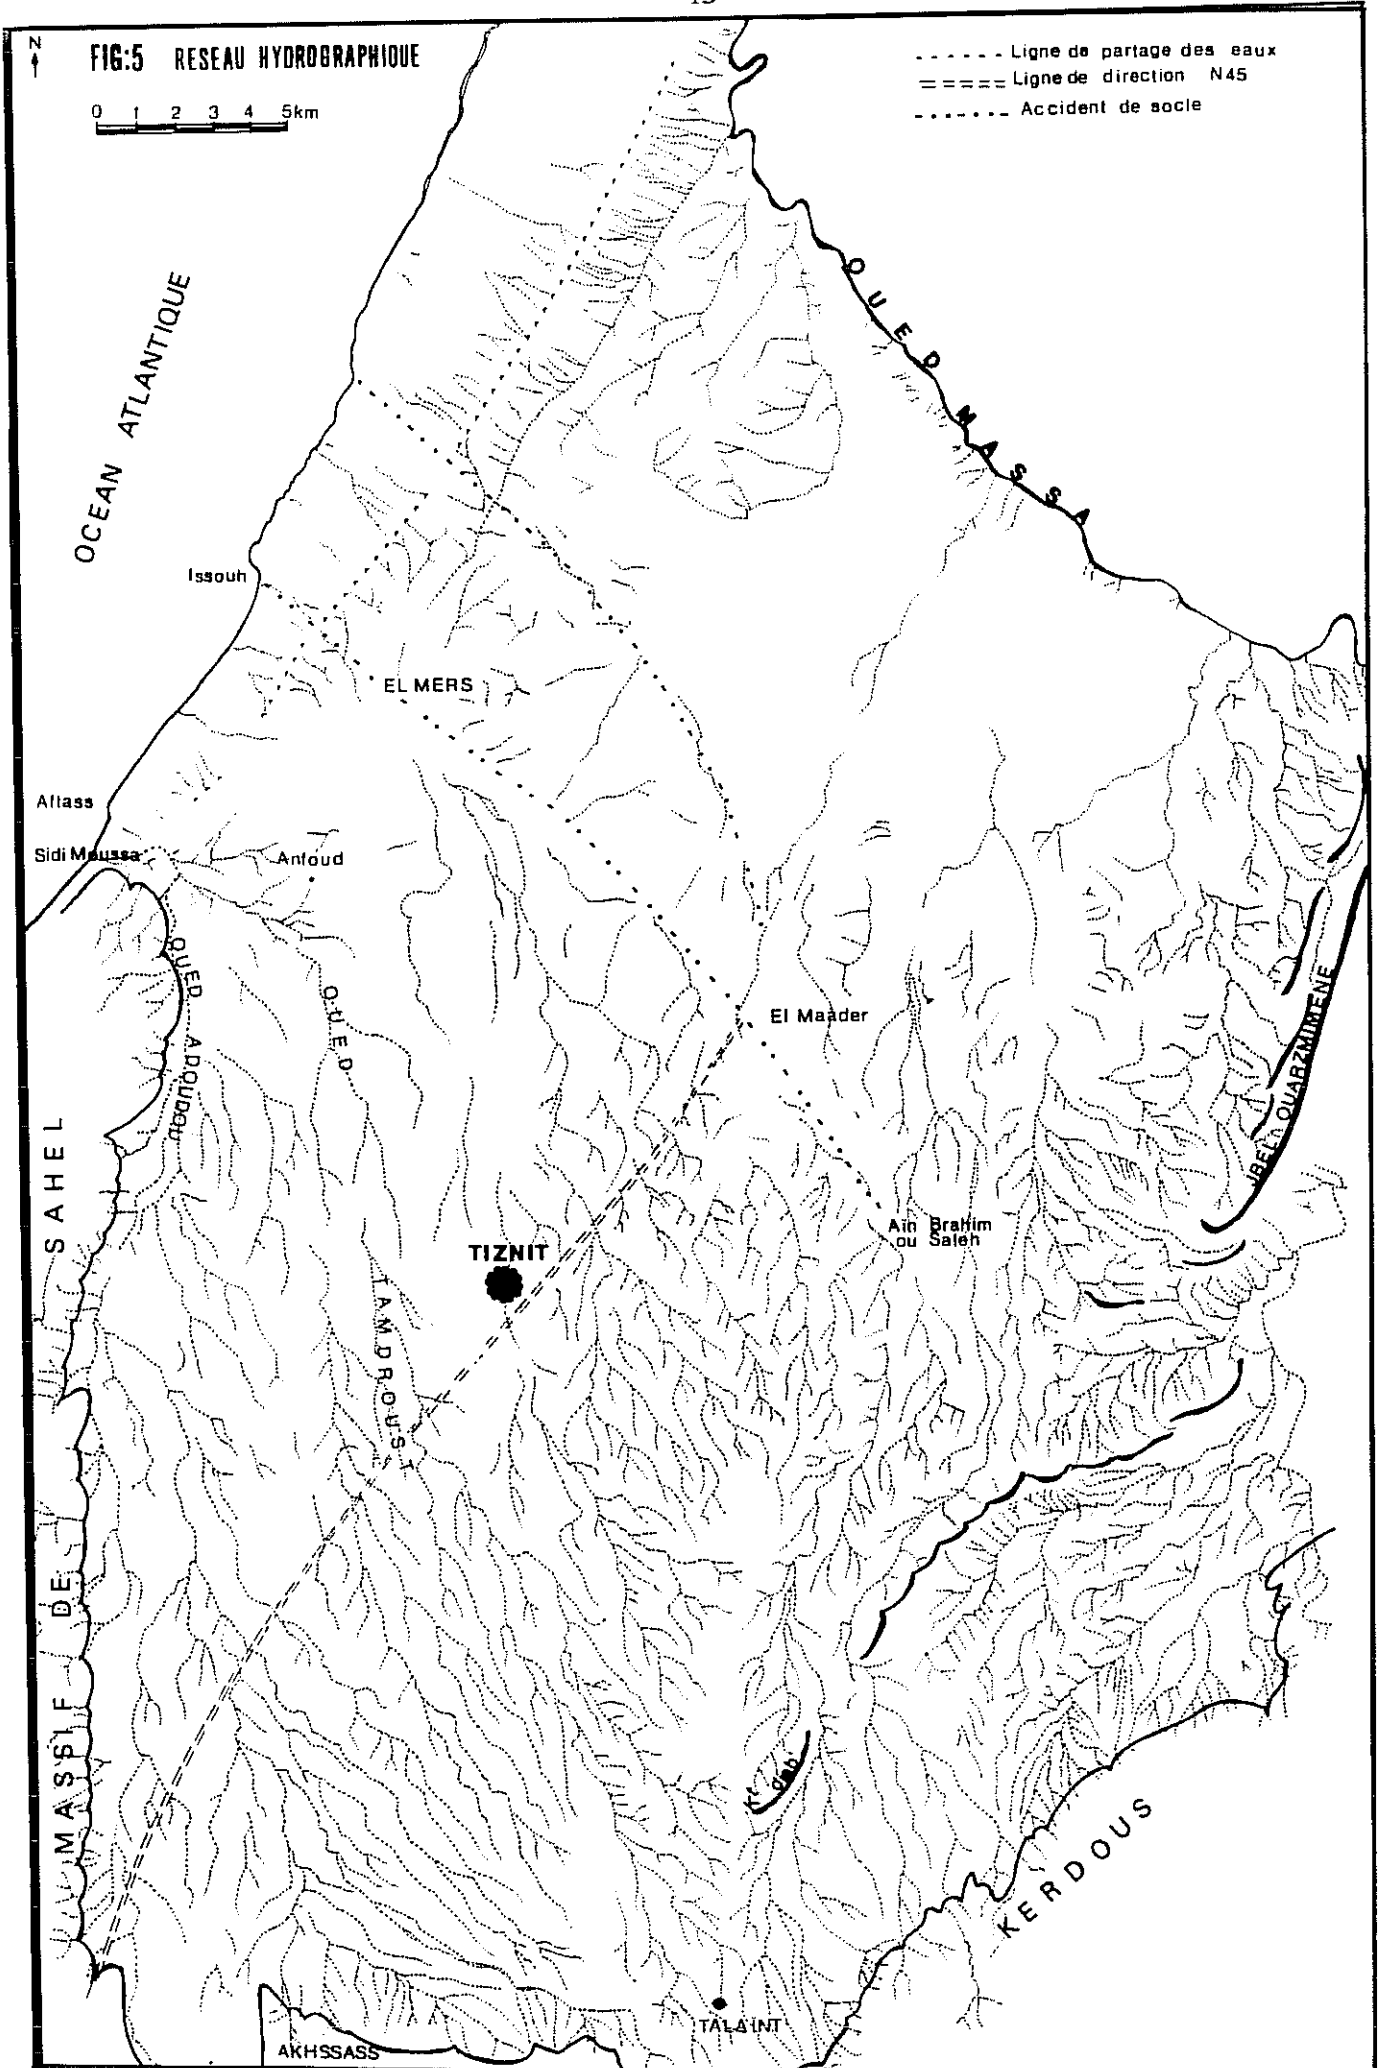 N
FIG:5 RESEAU HYDROGRAPHIQUE
0 1 2 3 4 5km
Ligne de partage des eaux
Ligne de direction N45
Accident de socle
OCEAN ATLANTIQUE
OUED MASSA
Issouh
EL MERS
Aflass
Sidi Moussa
Anfoud
OUED ADOUDOU
OUED TAMDROUST
El Maader
JBEL OUARZMIMENE
Ain Brahim
ou Saleh
TIZNIT
MASSIF DE SAHEL
KERDOUS
TALAINT
AKHSSASS